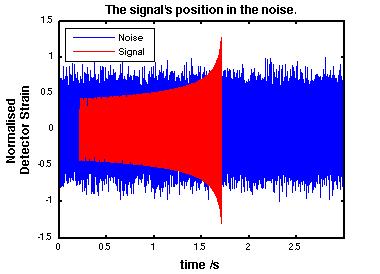 The signal's position in the noise.
Noise
Signal
1.5
1
0.5
0
-0.5
-1
-1.5
Normalised
Detector Strain
0 0.5 1 1.5 2 2.5
time /s